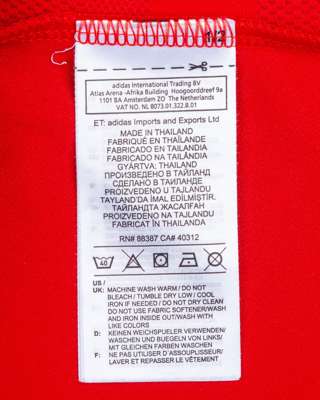 12
adidas International Trading BV
Atlas Arena -Afrika Building Hoogoorddreef 9a
1101 BA Amsterdam ZO The Netherlands
VAT NO. NL 8073.01.322.B.01
ET: adidas Imports and Exports Ltd
MADE IN THAILAND
FABRIQUÉ EN THAÏLANDE
FABRICADO EN TAILANDIA
FABRICADO NA TAILÂNDIA
GYÁRTVA: THAIFÖLD
ПРОИЗВЕДЕНО В ТАЙЛАНД
СДЕЛАНО В ТАИЛАНДЕ
PROIZVEDENO U TAJLANDU
TAYLAND'DA İMAL EDİLMİŞTİR.
ТАЙЛАНДТА ЖАСАЛҒАН
PROIZVEDENO NA TAJLANDU
FABRICAT ÎN THAILANDA
RN# 88387 CA# 40312
40
US /
UK: MACHINE WASH WARM / DO NOT
BLEACH / TUMBLE DRY LOW / COOL
IRON IF NEEDED / DO NOT DRY CLEAN
DO NOT USE FABRIC SOFTENER/WASH
AND IRON INSIDE-OUT/WASH WITH
LIKE COLORS
D: KEINEN WEICHSPUELER VERWENDEN/
WASCHEN UND BUEGELN VON LINKS/
MIT GLEICHEN FARBEN WASCHEN
F: NE PAS UTILISER D'ASSOUPLISSEUR/
LAVER ET REPASSER LE VÊTEMENT